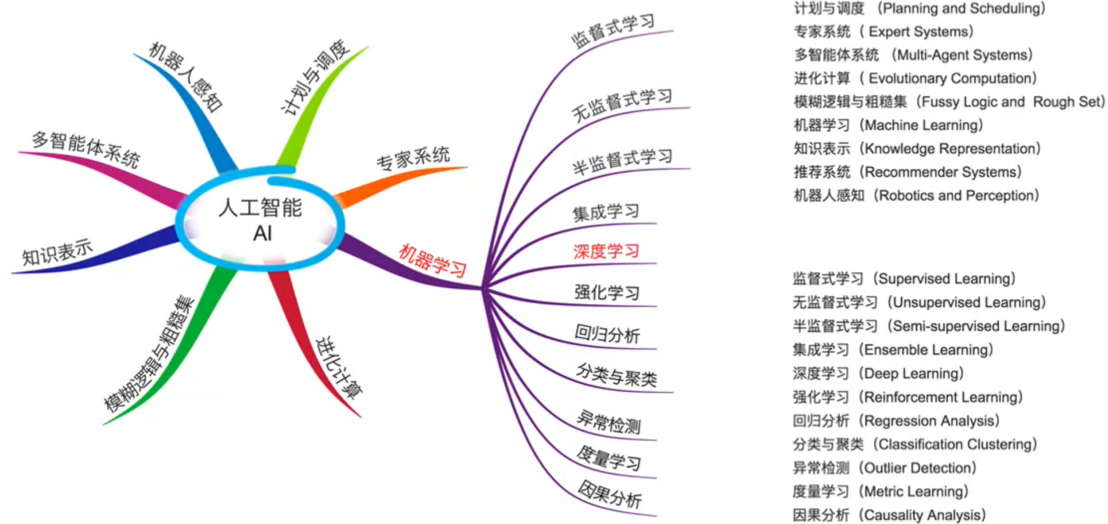 机器人感知
计划与调度
多智能体系统
专家系统
人工智能
AI
知识表示
机器学习
模糊逻辑与粗糙集
进化计算
监督式学习
无监督式学习
半监督式学习
集成学习
深度学习
强化学习
回归分析
分类与聚类
异常检测
度量学习
因果分析
计划与调度 （Planning and Scheduling）
专家系统（ Expert Systems）
多智能体系统 （Multi-Agent Systems）
进化计算（ Evolutionary Computation）
模糊逻辑与粗糙集（Fussy Logic and Rough Set）
机器学习（Machine Learning）
知识表示（Knowledge Representation）
推荐系统（Recommender Systems）
机器人感知（Robotics and Perception）
监督式学习（Supervised Learning）
无监督式学习（Unsupervised Learning）
半监督式学习（Semi-supervised Learning）
集成学习（Ensemble Learning）
深度学习（Deep Learning）
强化学习（Reinforcement Learning）
回归分析（Regression Analysis）
分类与聚类（Classification Clustering）
异常检测（Outlier Detection）
度量学习（Metric Learning）
因果分析（Causality Analysis）